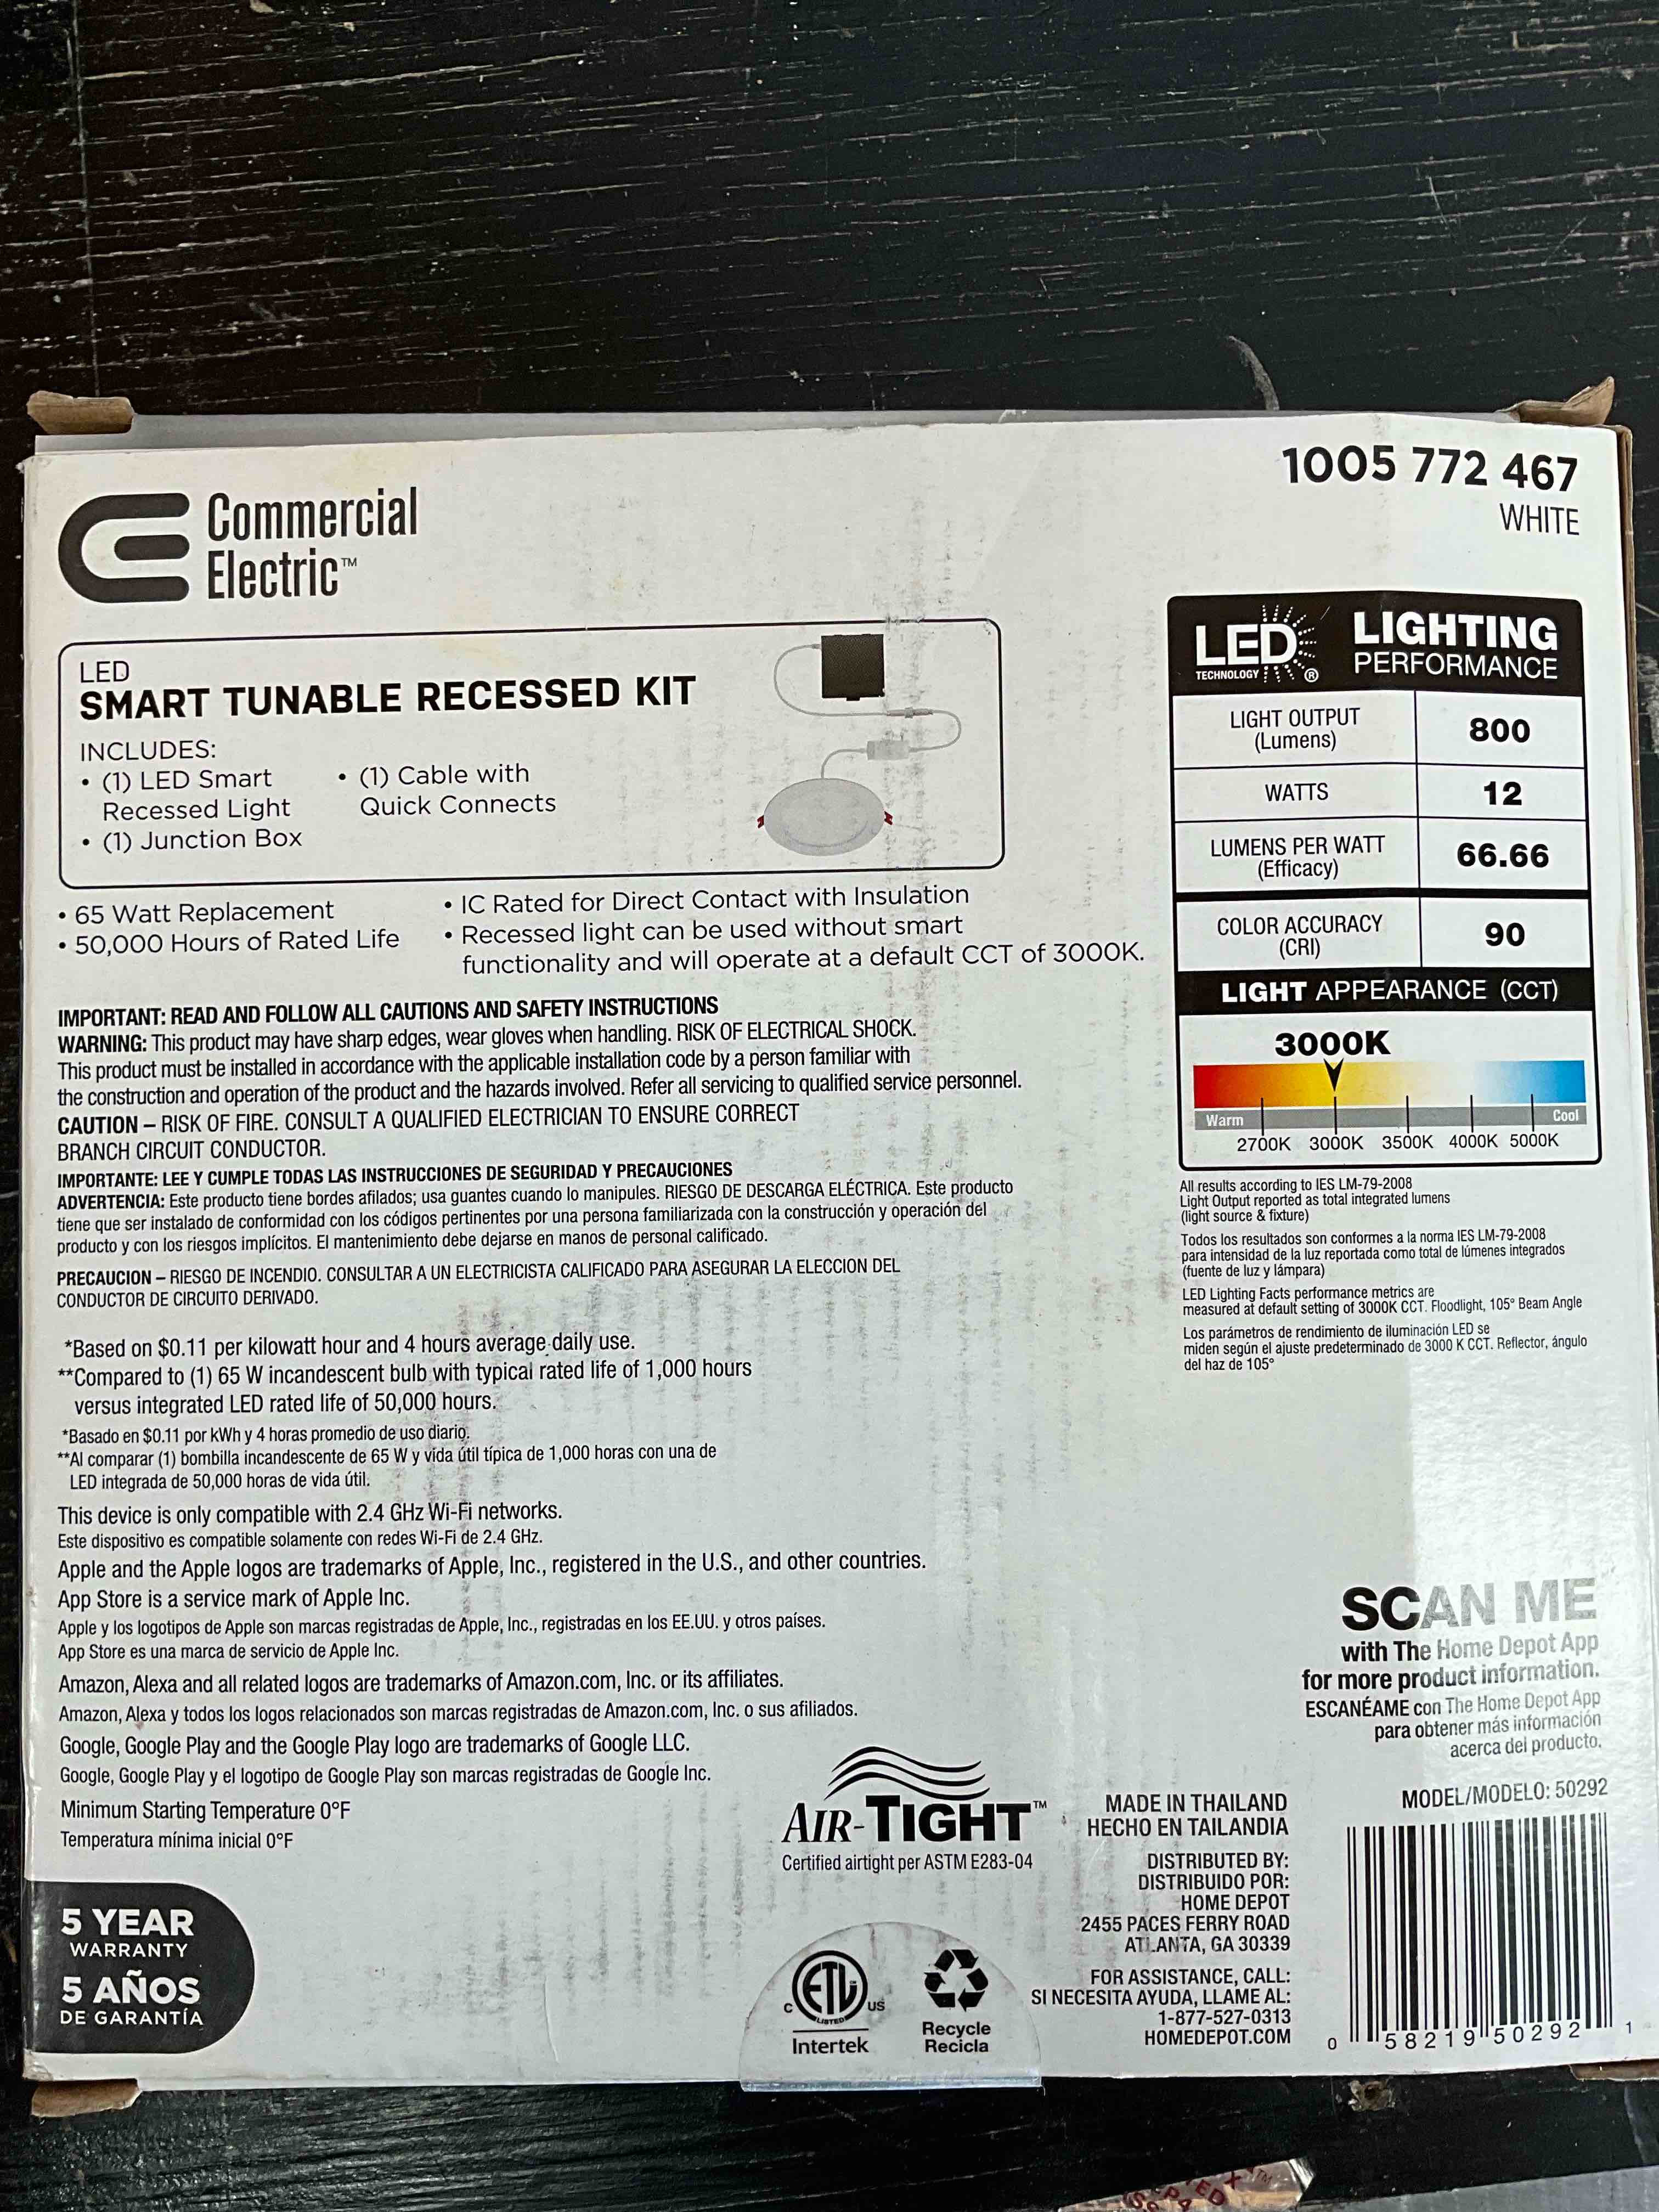 1005 772 467
WHITE
Commercial
Electric™
LED
SMART TUNABLE RECESSED KIT
INCLUDES:
• (1) LED Smart
Recessed Light
• (1) Junction Box
• (1) Cable with
Quick Connects
• 65 Watt Replacement
• 50,000 Hours of Rated Life
• IC Rated for Direct Contact with Insulation
• Recessed light can be used without smart
functionality and will operate at a default CCT of 3000K.
IMPORTANT: READ AND FOLLOW ALL CAUTIONS AND SAFETY INSTRUCTIONS
WARNING: This product may have sharp edges, wear gloves when handling. RISK OF ELECTRICAL SHOCK.
This product must be installed in accordance with the applicable installation code by a person familiar with
the construction and operation of the product and the hazards involved. Refer all servicing to qualified service personnel.
CAUTION – RISK OF FIRE. CONSULT A QUALIFIED ELECTRICIAN TO ENSURE CORRECT
BRANCH CIRCUIT CONDUCTOR.
IMPORTANTE: LEE Y CUMPLE TODAS LAS INSTRUCCIONES DE SEGURIDAD Y PRECAUCIONES
ADVERTENCIA: Este producto tiene bordes afilados; usa guantes cuando lo manipules. RIESGO DE DESCARGA ELÉCTRICA. Este producto
tiene que ser instalado de conformidad con los códigos pertinentes por una persona familiarizada con la construcción y operación del
producto y con los riesgos implícitos. El mantenimiento debe dejarse en manos de personal calificado.
PRECAUCION – RIESGO DE INCENDIO. CONSULTAR A UN ELECTRICISTA CALIFICADO PARA ASEGURAR LA ELECCION DEL
CONDUCTOR DE CIRCUITO DERIVADO.
*Based on $0.11 per kilowatt hour and 4 hours average daily use.
**Compared to (1) 65 W incandescent bulb with typical rated life of 1,000 hours
versus integrated LED rated life of 50,000 hours.
*Basado en $0.11 por kWh y 4 horas promedio de uso diario.
**Al comparar (1) bombilla incandescente de 65 W y vida útil típica de 1,000 horas con una de
LED integrada de 50,000 horas de vida útil.
This device is only compatible with 2.4 GHz Wi-Fi networks.
Este dispositivo es compatible solamente con redes Wi-Fi de 2.4 GHz.
Apple and the Apple logos are trademarks of Apple, Inc., registered in the U.S., and other countries.
App Store is a service mark of Apple Inc.
Apple y los logotipos de Apple son marcas registradas de Apple, Inc., registradas en los EE.UU. y otros países.
App Store es una marca de servicio de Apple Inc.
Amazon, Alexa and all related logos are trademarks of Amazon.com, Inc. or its affiliates.
Amazon, Alexa y todos los logos relacionados son marcas registradas de Amazon.com, Inc. o sus afiliados.
Google, Google Play and the Google Play logo are trademarks of Google LLC.
Google, Google Play y el logotipo de Google Play son marcas registradas de Google Inc.
Minimum Starting Temperature 0°F
Temperatura mínima inicial 0°F
5 YEAR
WARRANTY
5 AÑOS
DE GARANTÍA
LED
TECHNOLOGY ®
LIGHTING
PERFORMANCE
LIGHT OUTPUT
(Lumens)
800
WATTS
12
LUMENS PER WATT
(Efficacy)
66.66
COLOR ACCURACY
(CRI)
90
LIGHT APPEARANCE (CCT)
3000K
Warm Cool
2700K 3000K 3500K 4000K 5000K
All results according to IES LM-79-2008
Light Output reported as total integrated lumens
(light source & fixture)
Todos los resultados son conformes a la norma IES LM-79-2008
para intensidad de la luz reportada como total de lúmenes integrados
(fuente de luz y lámpara)
LED Lighting Facts performance metrics are
measured at default setting of 3000K CCT. Floodlight, 105° Beam Angle
Los parámetros de rendimiento de iluminación LED se
miden según el ajuste predeterminado de 3000 K CCT. Reflector, ángulo
del haz de 105°
SCAN ME
with The Home Depot App
for more product information.
ESCANÉAME con The Home Depot App
para obtener más información
acerca del producto.
AIR-TIGHT™
Certified airtight per ASTM E283-04
C ETL US
LISTED
Intertek
Recycle
Recicla
MADE IN THAILAND
HECHO EN TAILANDIA
DISTRIBUTED BY:
DISTRIBUIDO POR:
HOME DEPOT
2455 PACES FERRY ROAD
ATLANTA, GA 30339
FOR ASSISTANCE, CALL:
SI NECESITA AYUDA, LLAME AL:
1-877-527-0313
HOMEDEPOT.COM
MODEL/MODELO: 50292
0 58219 50292 1